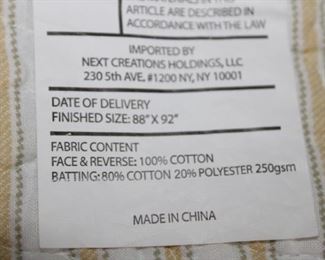 ARTICLE ARE DESCRIBED IN
ACCORDANCE WITH THE LAW
IMPORTED BY
NEXT CREATIONS HOLDINGS, LLC
230 5th AVE, #1200 NY, NY 10001
DATE OF DELIVERY
FINISHED SIZE: 88" X 92"
FABRIC CONTENT
FACE & REVERSE: 100% COTTON
BATTING: 80% COTTON 20% POLYESTER 250gsm
MADE IN CHINA